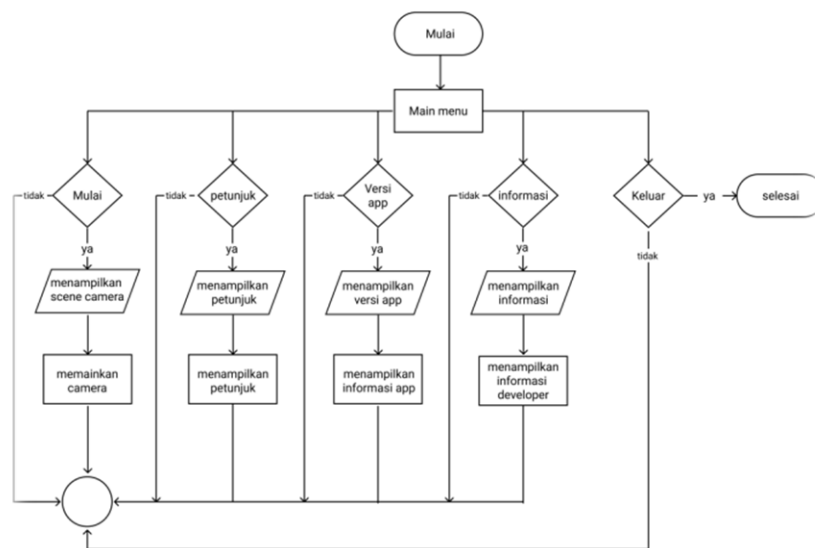 Mulai
Main menu
tidak
Mulai
tidak
petunjuk
tidak
Versi
app
tidak
informasi
Keluar
ya
selesai
ya
ya
ya
ya
tidak
menampilkan
scene camera
menampilkan
petunjuk
menampilkan
versi app
menampilkan
informasi
memainkan
camera
menampilkan
petunjuk
menampilkan
informasi app
menampilkan
informasi
developer